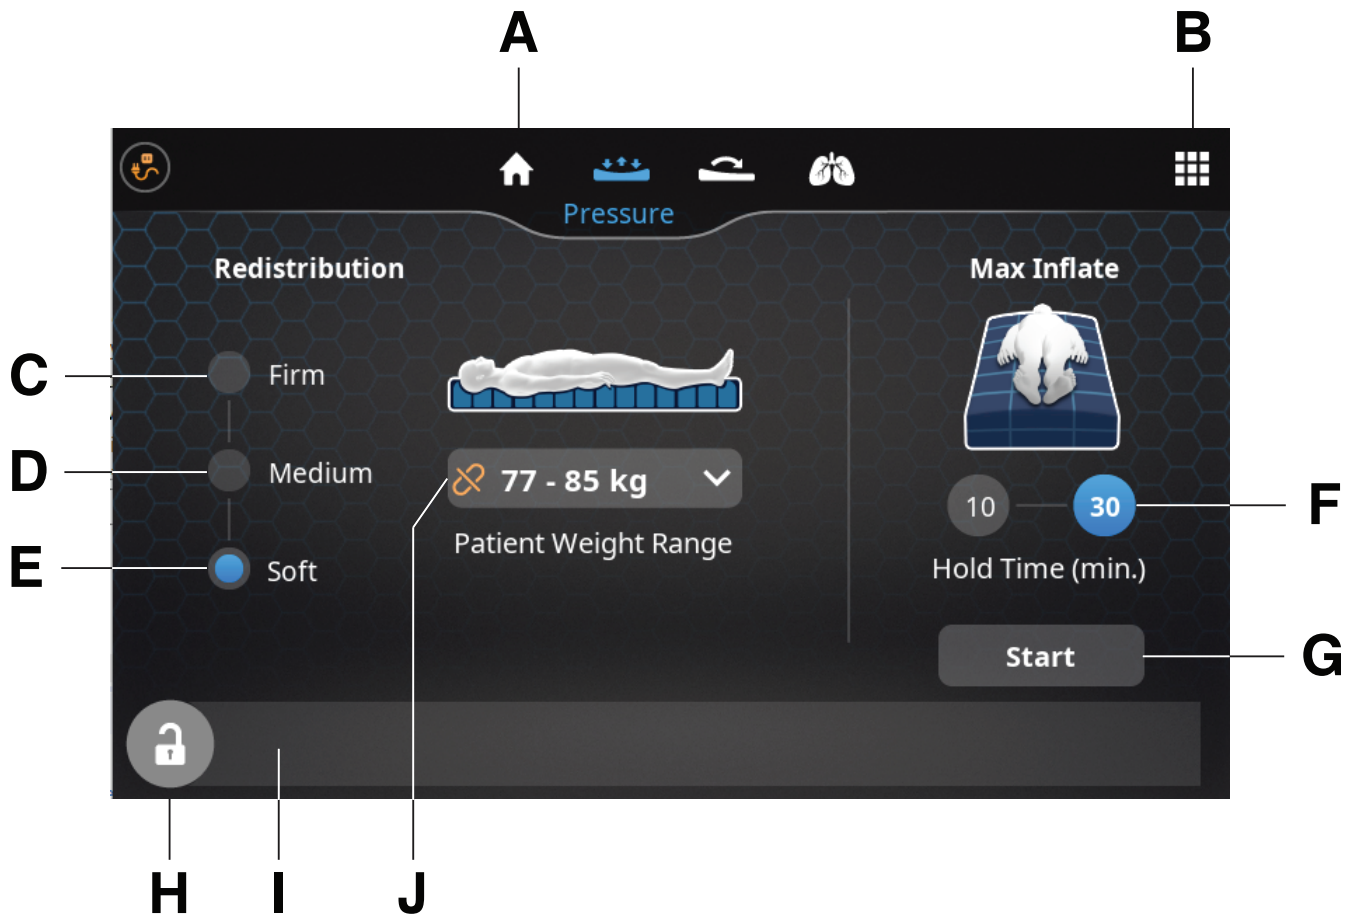 A
B
Pressure
Redistribution
Max Inflate
C
Firm
D
Medium
77 - 85 kg
10
30
F
Patient Weight Range
E
Soft
Hold Time (min.)
Start
G
H
I
J